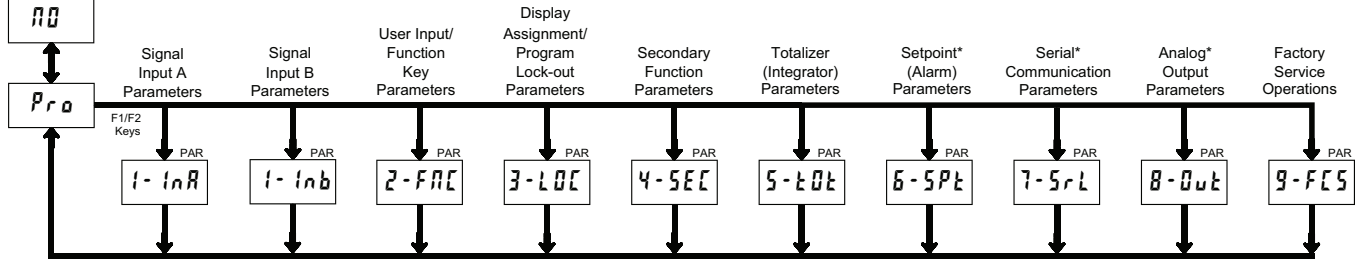 NO
Pro
F1/F2
Keys
Signal
Input A
Parameters
PAR
1-InA
Signal
Input B
Parameters
PAR
1-Inb
User Input/
Function
Key
Parameters
PAR
2-FNC
Display
Assignment/
Program
Lock-out
Parameters
PAR
3-LOC
Secondary
Function
Parameters
PAR
4-SEC
Totalizer
(Integrator)
Parameters
PAR
5-tOt
Setpoint*
(Alarm)
Parameters
PAR
6-SPt
Serial*
Communication
Parameters
PAR
7-SrL
Analog*
Output
Parameters
PAR
8-Out
Factory
Service
Operations
PAR
9-FCS